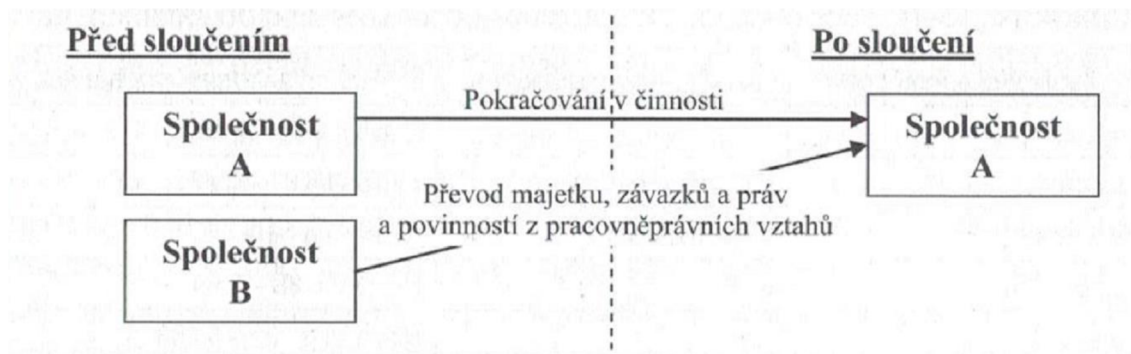 Před sloučením
Po sloučení
Pokračování v činnosti
Společnost
A
Společnost
A
Převod majetku, závazků a práv
a povinností z pracovněprávních vztahů
Společnost
B